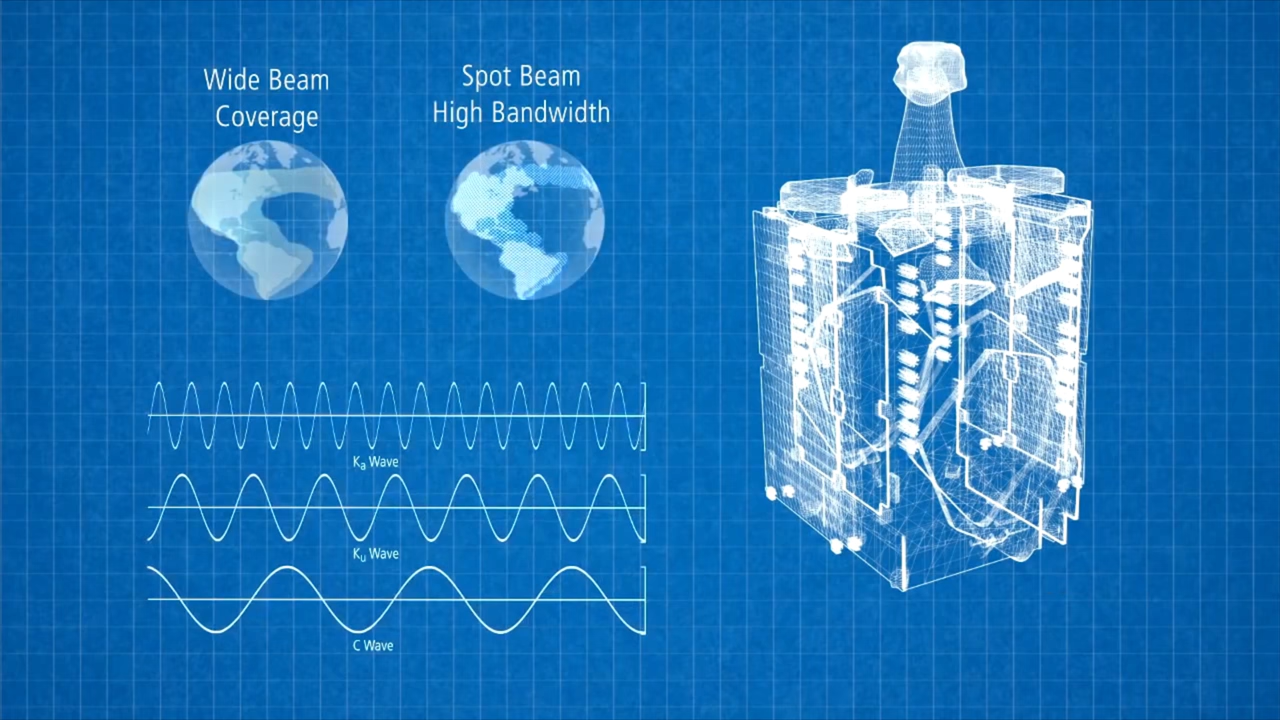 Wide Beam
Coverage
Spot Beam
High Bandwidth
Kₐ Wave
Kᵤ Wave
C Wave